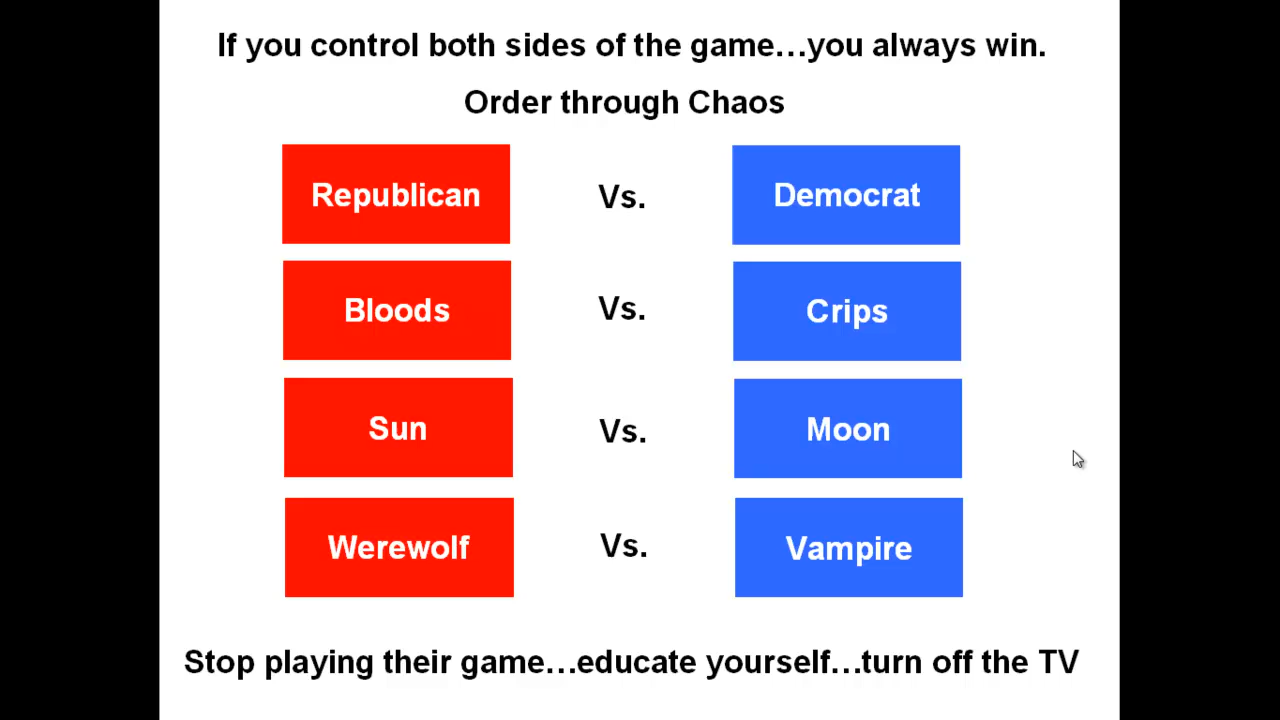 If you control both sides of the game…you always win.
Order through Chaos
Republican Vs. Democrat
Bloods Vs. Crips
Sun Vs. Moon
Werewolf Vs. Vampire
Stop playing their game…educate yourself…turn off the TV